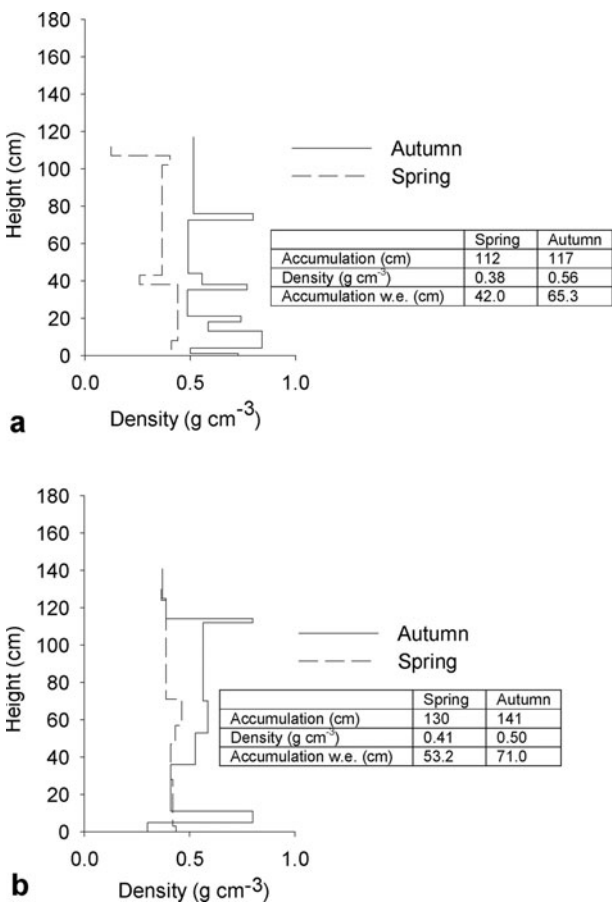 180
160
140
120
100
80
60
40
20
0
Height (cm)
0.0 0.5 1.0
Density (g cm-3)
Autumn
Spring
Spring Autumn
Accumulation (cm) 112 117
Density (g cm-3) 0.38 0.56
Accumulation w.e. (cm) 42.0 65.3
a
180
160
140
120
100
80
60
40
20
0
Height (cm)
0.0 0.5 1.0
Density (g cm-3)
Autumn
Spring
Spring Autumn
Accumulation (cm) 130 141
Density (g cm-3) 0.41 0.50
Accumulation w.e. (cm) 53.2 71.0
b